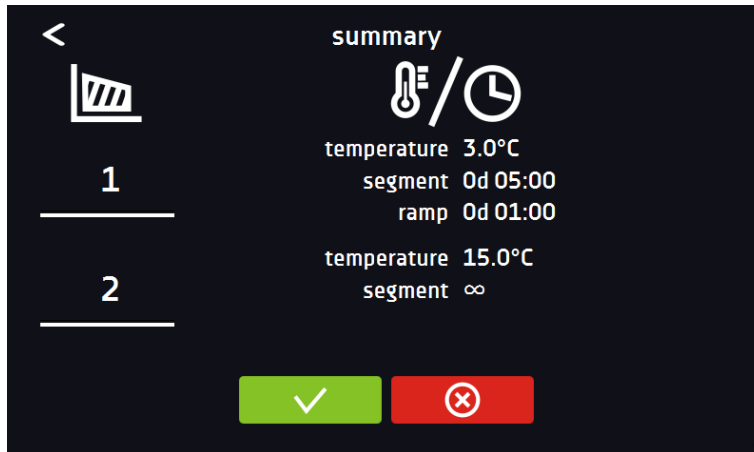 summary
1
temperature 3.0°C
segment 0d 05:00
ramp 0d 01:00
2
temperature 15.0°C
segment ∞